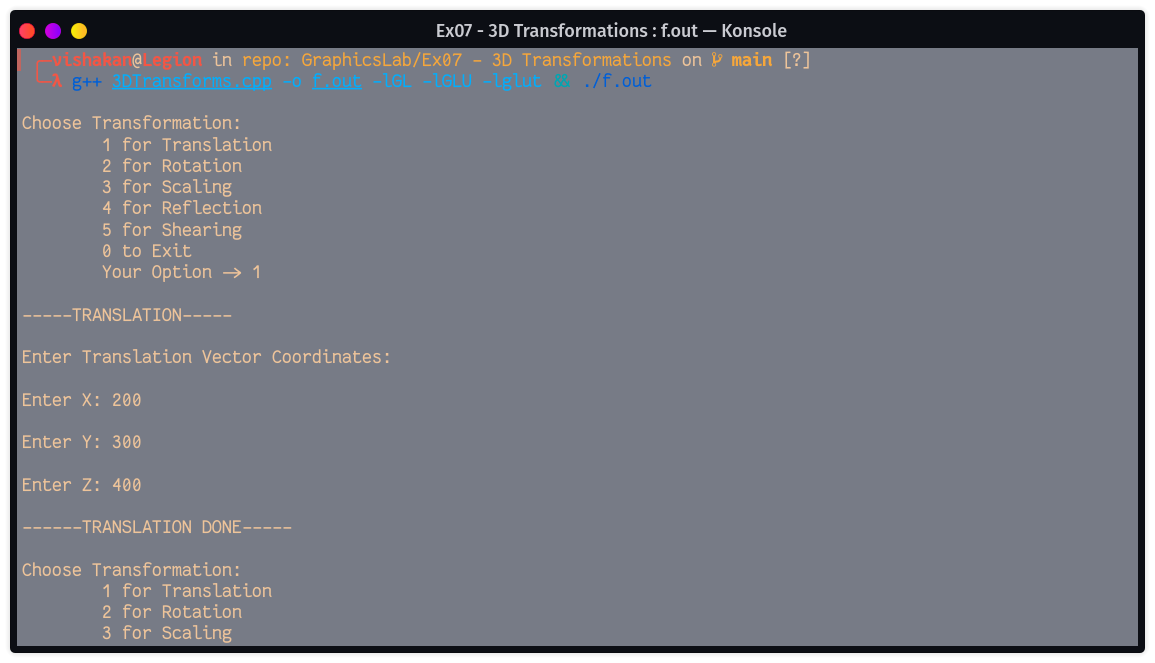 Ex07 - 3D Transformations : f.out — Konsole
vishakan@Legion in repo: GraphicsLab/Ex07 - 3D Transformations on main [?]
λ g++ 3DTransforms.cpp -o f.out -lGL -lGLU -lglut && ./f.out
Choose Transformation:
1 for Translation
2 for Rotation
3 for Scaling
4 for Reflection
5 for Shearing
0 to Exit
Your Option -> 1
-----TRANSLATION-----
Enter Translation Vector Coordinates:
Enter X: 200
Enter Y: 300
Enter Z: 400
------TRANSLATION DONE-----
Choose Transformation:
1 for Translation
2 for Rotation
3 for Scaling